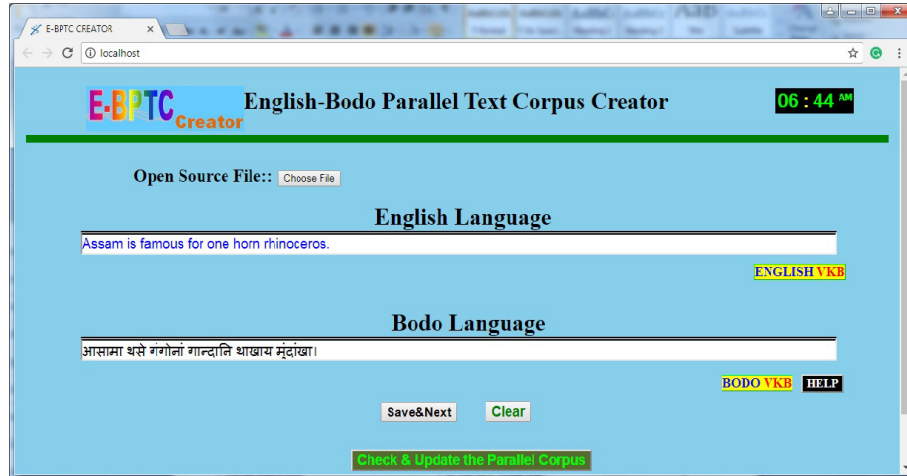 E-BPTC CREATOR
localhost
E-BPTC Creator
English-Bodo Parallel Text Corpus Creator
06 : 44 AM
Open Source File:: Choose File
English Language
Assam is famous for one horn rhinoceros.
ENGLISH VKB
Bodo Language
आसामा थसे गंगोनां गान्दानि थाखाय मुंदांखा।
BODO VKB HELP
Save&Next Clear
Check & Update the Parallel Corpus